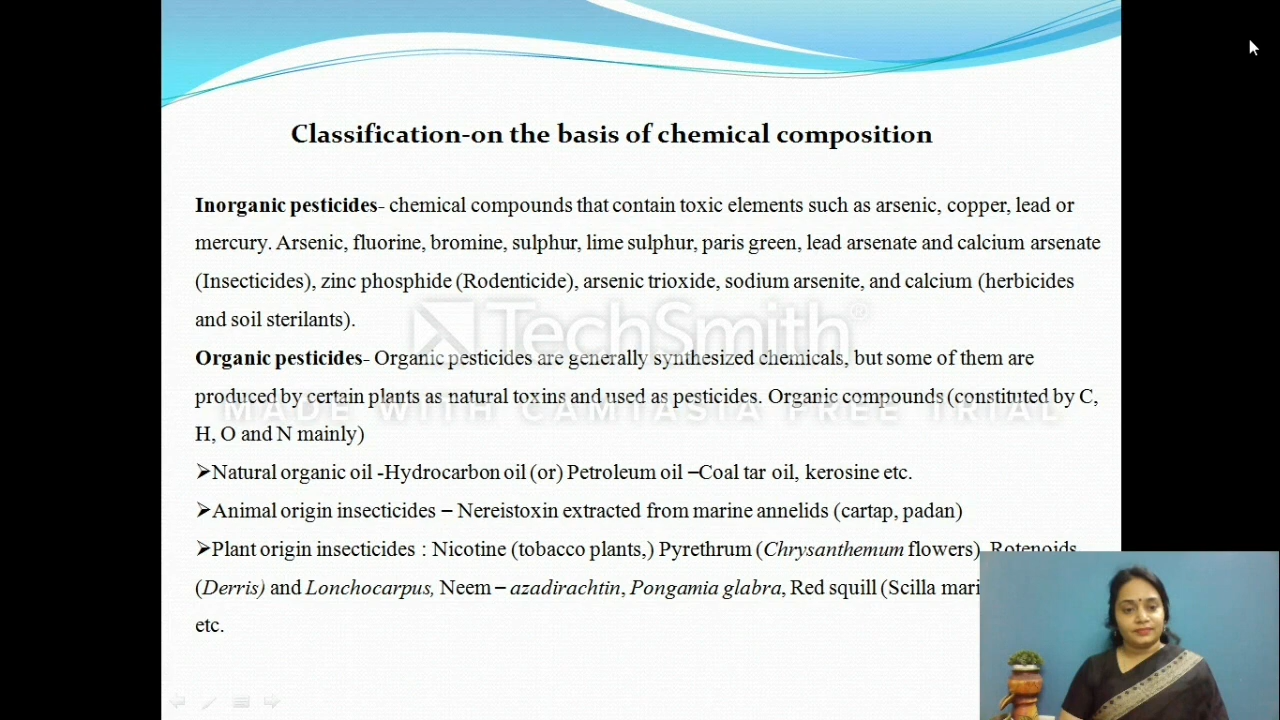 Classification-on the basis of chemical composition
Inorganic pesticides- chemical compounds that contain toxic elements such as arsenic, copper, lead or
mercury. Arsenic, fluorine, bromine, sulphur, lime sulphur, paris green, lead arsenate and calcium arsenate
(Insecticides), zinc phosphide (Rodenticide), arsenic trioxide, sodium arsenite, and calcium (herbicides
and soil sterilants).
TechSmith®
Organic pesticides- Organic pesticides are generally synthesized chemicals, but some of them are
produced by certain plants as natural toxins and used as pesticides. Organic compounds (constituted by C,
MADE WITH CAMTASIA FREE TRIAL
H, O and N mainly)
➢Natural organic oil -Hydrocarbon oil (or) Petroleum oil –Coal tar oil, kerosine etc.
➢Animal origin insecticides – Nereistoxin extracted from marine annelids (cartap, padan)
➢Plant origin insecticides : Nicotine (tobacco plants,) Pyrethrum (Chrysanthemum flowers), Rotenoids
(Derris) and Lonchocarpus, Neem – azadirachtin, Pongamia glabra, Red squill (Scilla
etc.